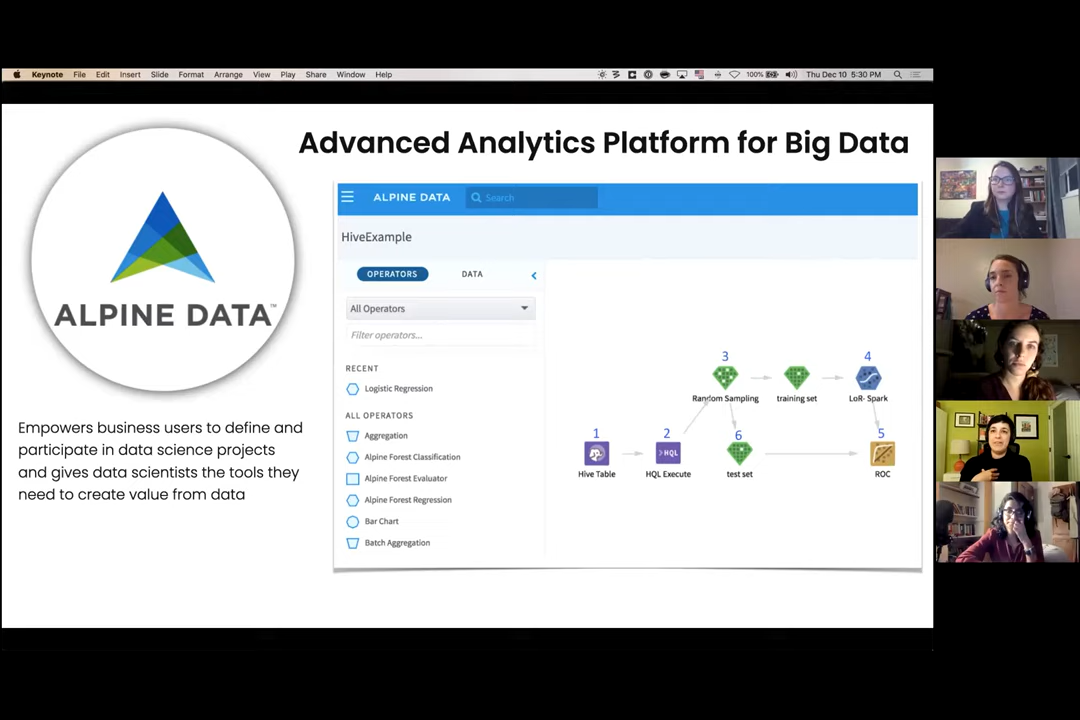 Keynote File Edit Insert Slide Format Arrange View Play Share Window Help 100% Thu Dec 10 5:30 PM
Advanced Analytics Platform for Big Data
ALPINE DATA™
Empowers business users to define and
participate in data science projects
and gives data scientists the tools they
need to create value from data
ALPINE DATA Search
HiveExample
OPERATORS DATA
All Operators
Filter operators...
RECENT
Logistic Regression
ALL OPERATORS
Aggregation
Alpine Forest Classification
Alpine Forest Evaluator
Alpine Forest Regression
Bar Chart
Batch Aggregation
3 4
Random Sampling training set LoR- Spark
1 2 6 5
>HQL
Hive Table HQL Execute test set ROC